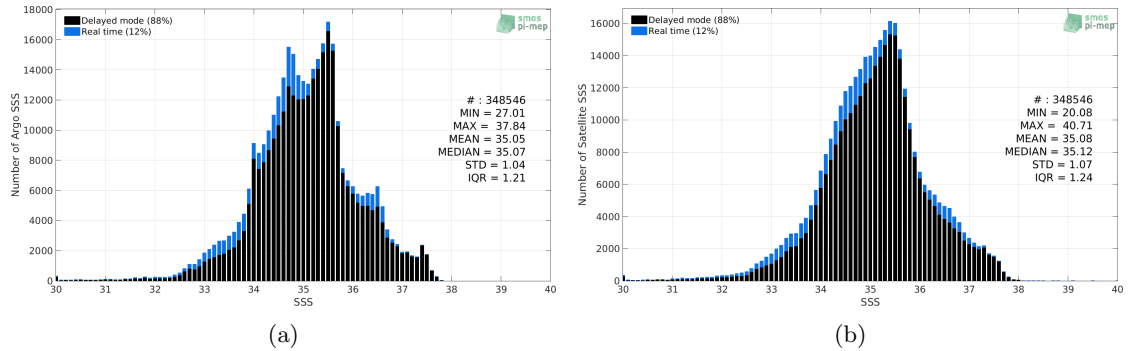 Delayed mode (88%)
Real time (12%)
smos
pi-mep
Number of Argo SSS
18000
16000
14000
12000
10000
8000
6000
4000
2000
0
# : 348546
MIN = 27.01
MAX = 37.84
MEAN = 35.05
MEDIAN = 35.07
STD = 1.04
IQR = 1.21
30 31 32 33 34 35 36 37 38 39 40
SSS
(a)
Delayed mode (88%)
Real time (12%)
smos
pi-mep
Number of Satellite SSS
16000
14000
12000
10000
8000
6000
4000
2000
0
# : 348546
MIN = 20.08
MAX = 40.71
MEAN = 35.08
MEDIAN = 35.12
STD = 1.07
IQR = 1.24
30 31 32 33 34 35 36 37 38 39 40
SSS
(b)